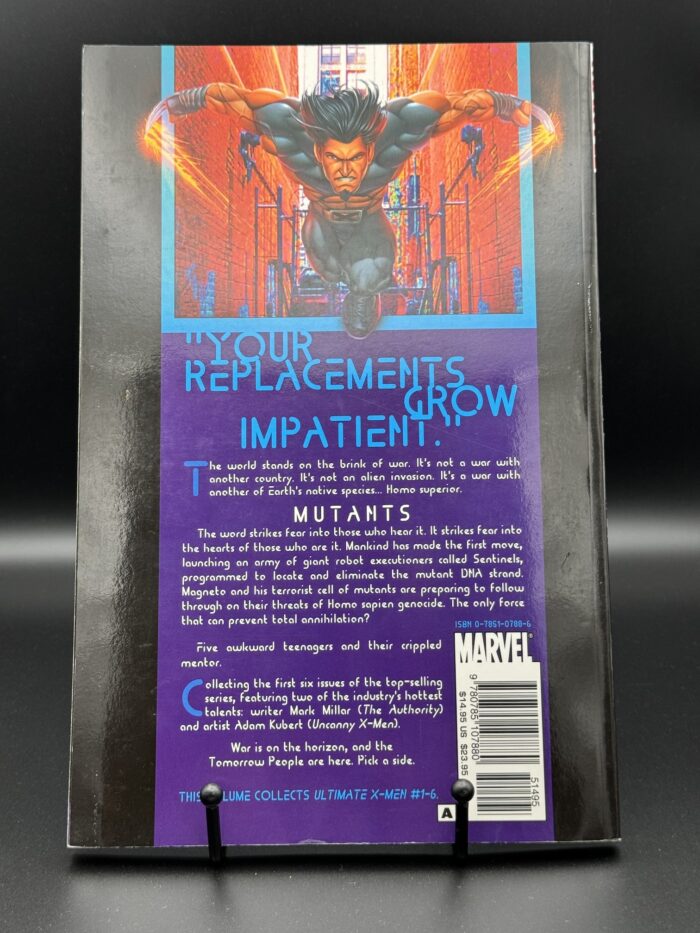 "YOUR
REPLACEMENTS
GROW
IMPATIENT."
The world stands on the brink of war. It's not a war with
another country. It's not an alien invasion. It's a war with
another of Earth's native species... Homo superior.
MUTANTS
The word strikes fear into those who hear it. It strikes fear into
the hearts of those who are it. Mankind has made the first move,
launching an army of giant robot executioners called Sentinels,
programmed to locate and eliminate the mutant DNA strand.
Magneto and his terrorist cell of mutants are preparing to follow
through on their threats of Homo sapien genocide. The only force
that can prevent total annihilation?
Five awkward teenagers and their crippled
mentor.
Collecting the first six issues of the top-selling
series, featuring two of the industry's hottest
talents: writer Mark Millar (The Authority)
and artist Adam Kubert (Uncanny X-Men).
War is on the horizon, and the
Tomorrow People are here. Pick a side.
COLLECTS ULTIMATE X-MEN #1-6.
ISBN 0-7851-0788-6
MARVEL
9 780785 107880
$14.95 US $23.95
51495
A